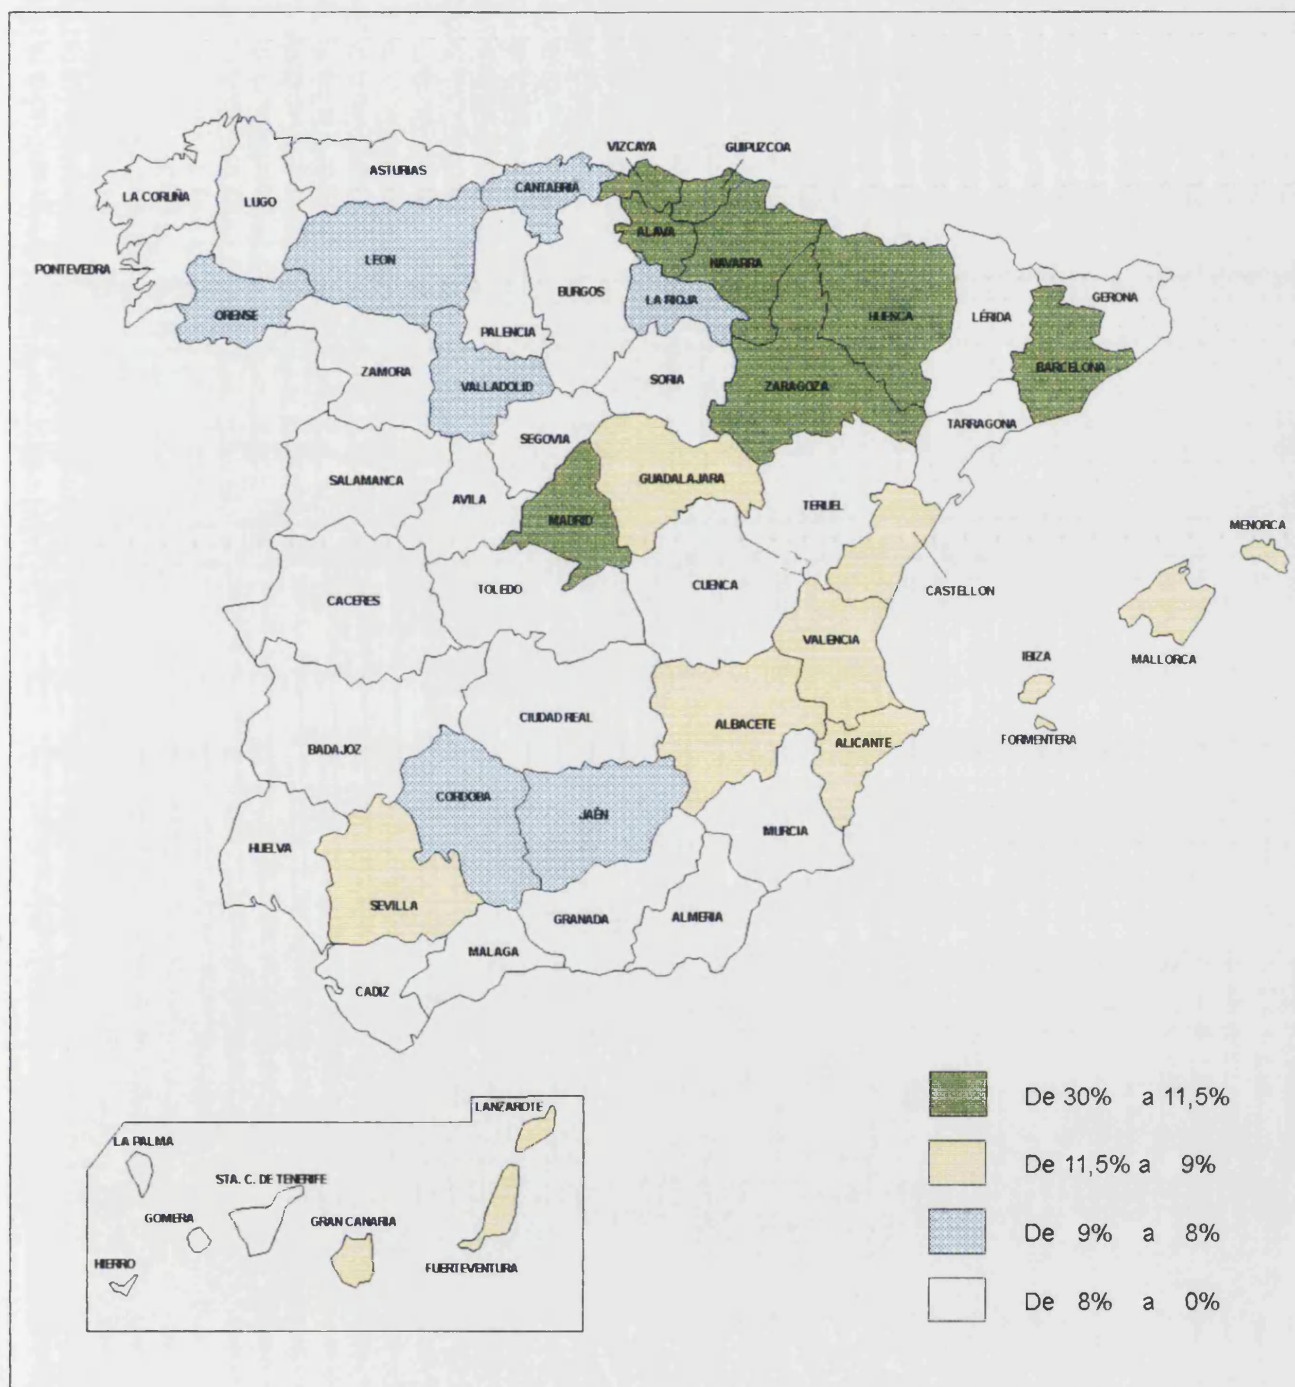 VIZCAYA
GUIPUZCOA
ASTURIAS
CANTABRIA
LA CORUÑA
LUGO
ALAVA
PONTEVEDRA
LEON
NAVARRA
BURGOS
LA RIOJA
GERONA
ORENSE
PALENCIA
HUESCA
LÉRIDA
ZAMORA
VALLADOLID
SORIA
ZARAGOZA
BARCELONA
SEGOVIA
TARRAGONA
SALAMANCA
AVILA
GUADALAJARA
MADRID
TERUEL
MENORCA
CACERES
TOLEDO
CUENCA
CASTELLON
VALENCIA
IBIZA
MALLORCA
CIUDAD REAL
ALBACETE
ALICANTE
FORMENTERA
BADAJOZ
CORDOBA
JAÉN
MURCIA
HUELVA
SEVILLA
GRANADA
ALMERIA
MALAGA
CADIZ
LANZAROTE
LA PALMA
STA. C. DE TENERIFE
GOMERA
GRAN CANARIA
HIERRO
FUERTEVENTURA
De 30% a 11,5%
De 11,5% a 9%
De 9% a 8%
De 8% a 0%